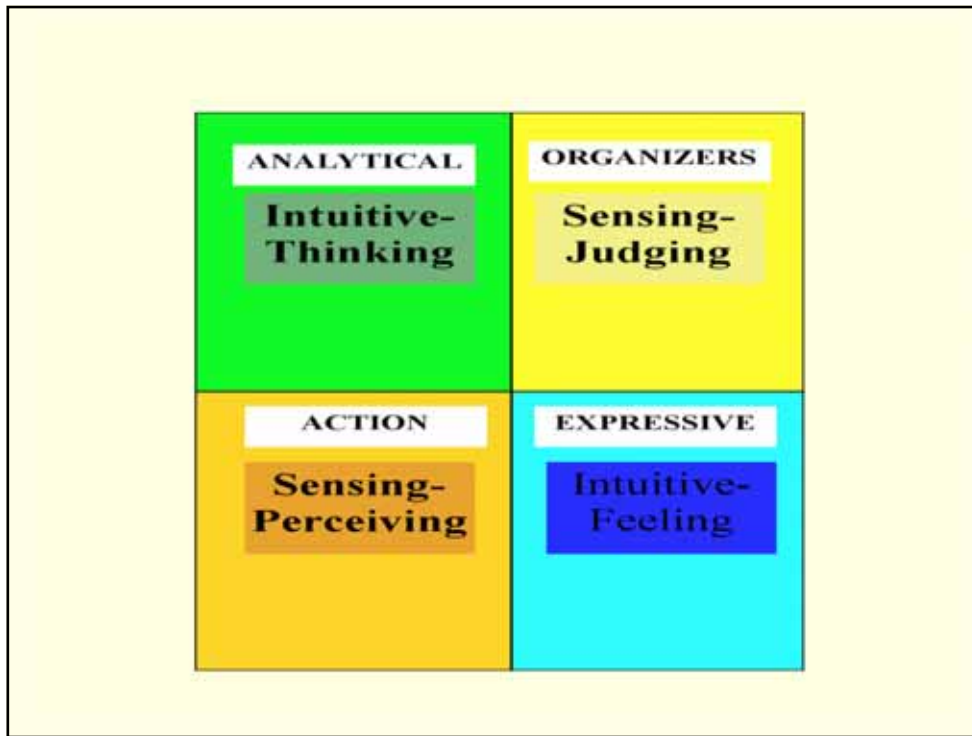 ANALYTICAL
Intuitive-
Thinking
ORGANIZERS
Sensing-
Judging
ACTION
Sensing-
Perceiving
EXPRESSIVE
Intuitive-
Feeling